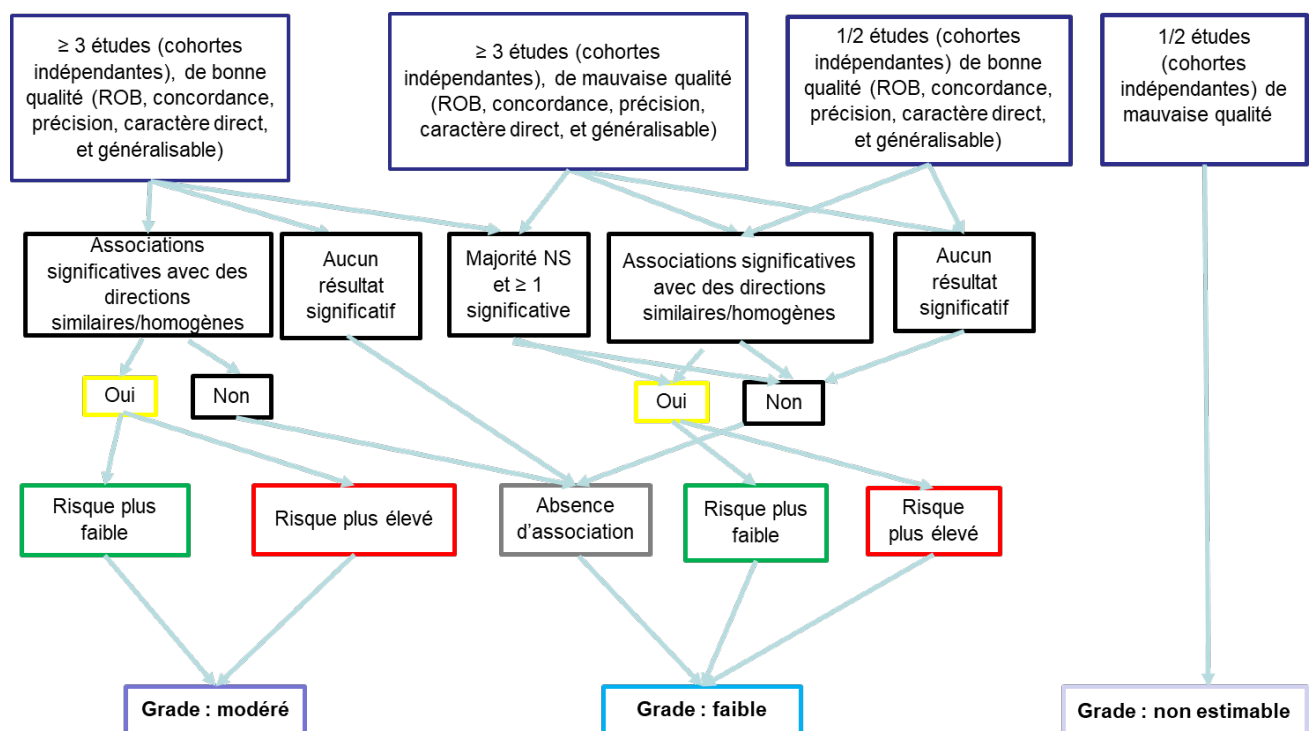 ≥ 3 études (cohortes
indépendantes), de bonne
qualité (ROB, concordance,
précision, caractère direct,
et généralisable)
≥ 3 études (cohortes
indépendantes), de mauvaise qualité
(ROB, concordance, précision,
caractère direct, et généralisable)
1/2 études (cohortes
indépendantes) de bonne
qualité (ROB, concordance,
précision, caractère direct,
et généralisable)
1/2 études
(cohortes
indépendantes) de
mauvaise qualité
Associations
significatives avec des
directions
similaires/homogènes
Aucun
résultat
significatif
Majorité NS
et ≥ 1
significative
Associations significatives
avec des directions
similaires/homogènes
Aucun
résultat
significatif
Oui
Non
Oui
Non
Risque plus
faible
Risque plus élevé
Absence
d’association
Risque plus
faible
Risque
plus élevé
Grade : modéré
Grade : faible
Grade : non estimable